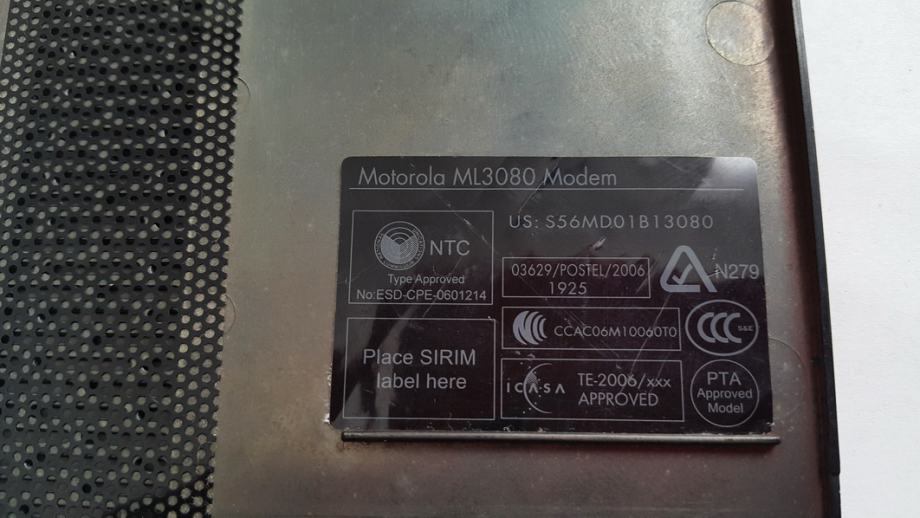 Motorola ML3080 Modem
US: S56MD01B13080
NTC
Type Approved
No:ESD-CPE-0601214
03629/POSTEL/2006
1925
N279
CCAC06M10060T0
CCC S&E
Place SIRIM
label here
ICASA
TE-2006/xxx
APPROVED
PTA
Approved
Model